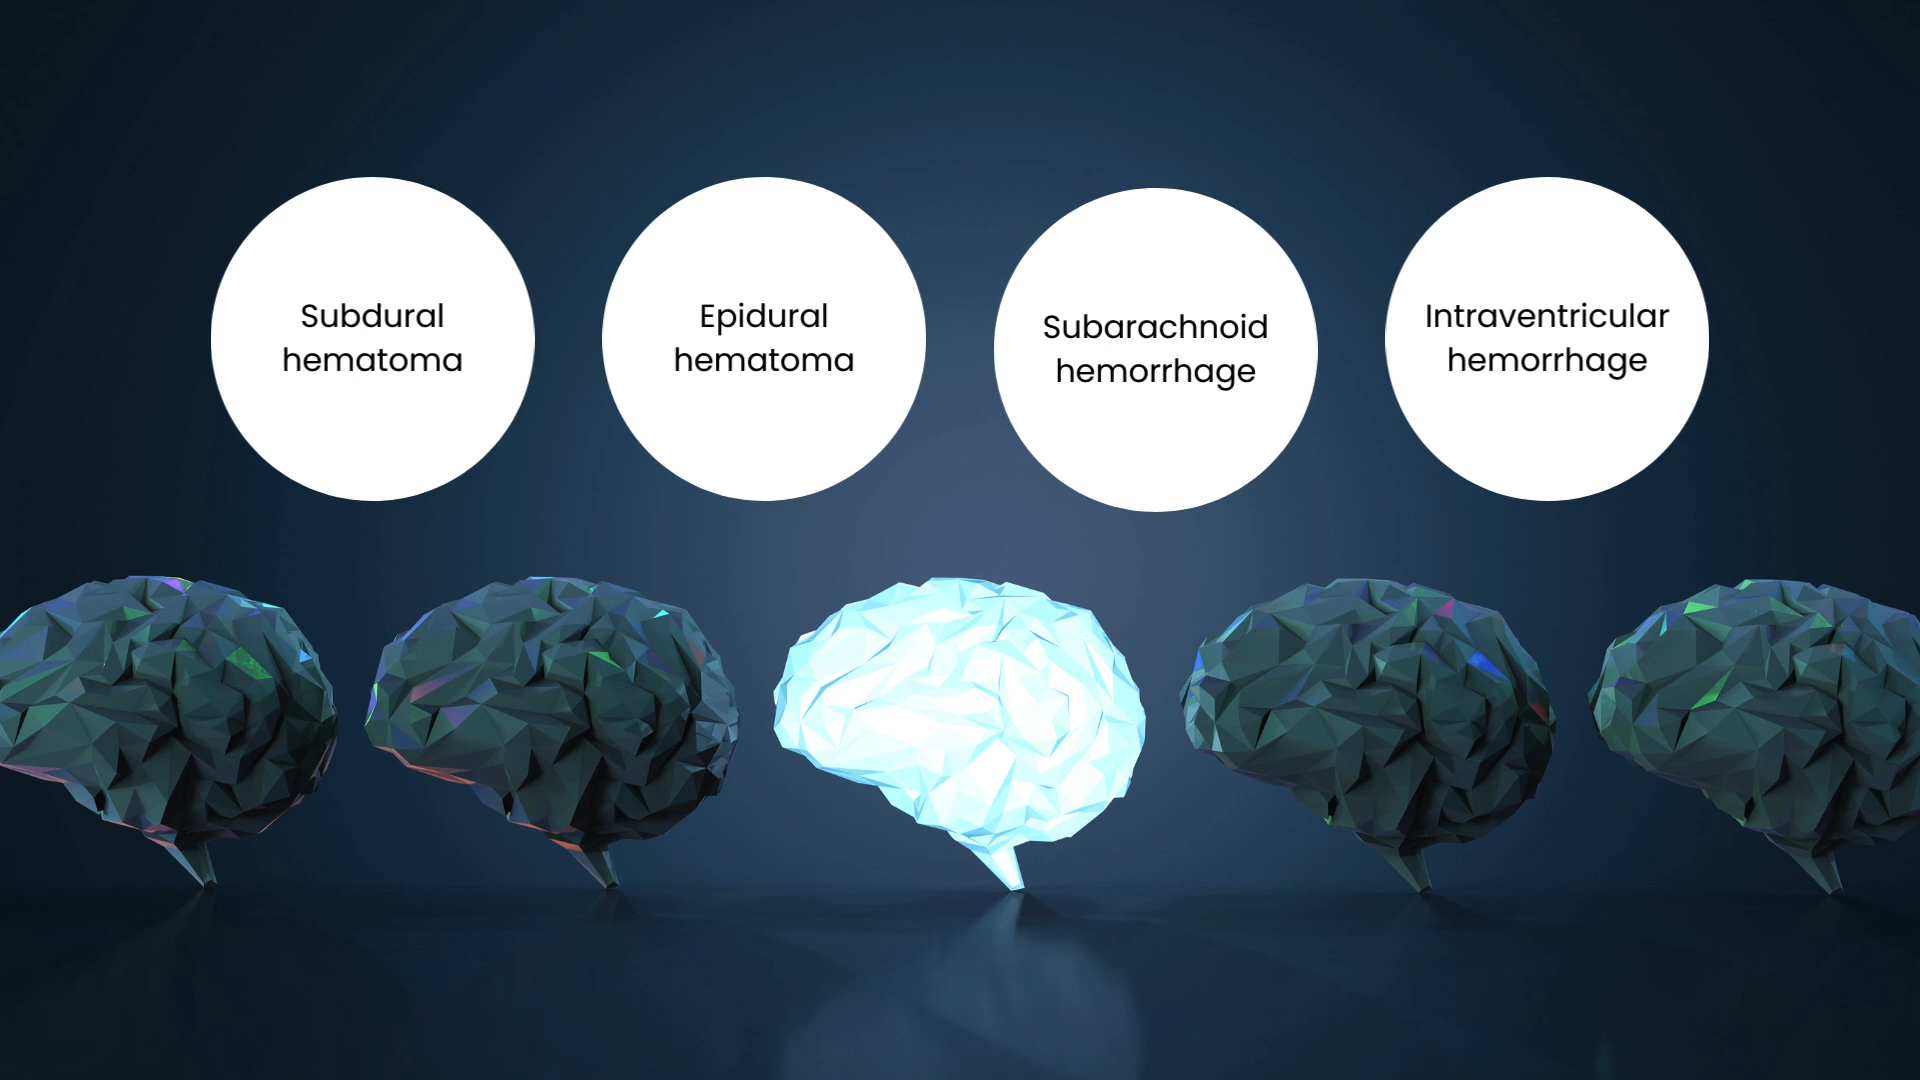 Subdural
hematoma
Epidural
hematoma
Subarachnoid
hemorrhage
Intraventricular
hemorrhage